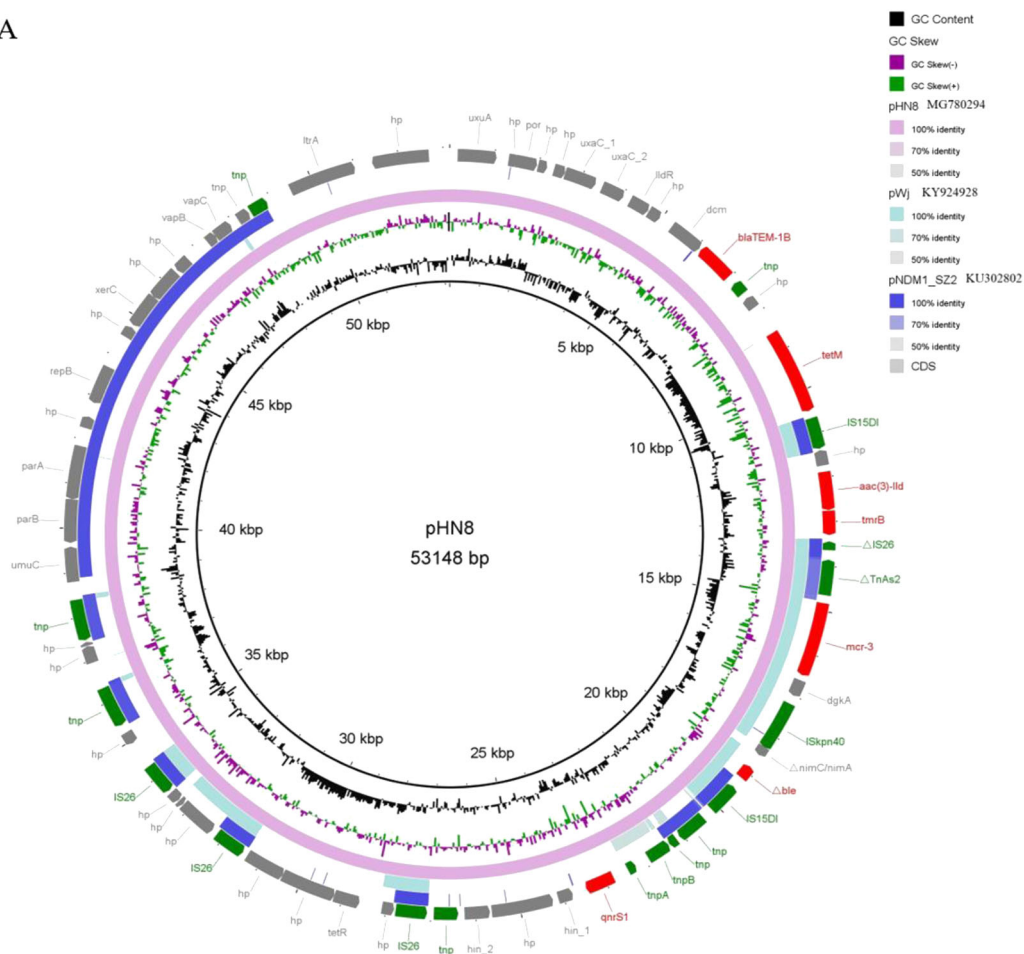 A
GC Content
GC Skew
GC Skew(-)
GC Skew(+)
pHN8 MG780294
100% identity
70% identity
50% identity
pWj KY924928
100% identity
70% identity
50% identity
pNDM1_SZ2 KU302802
100% identity
70% identity
50% identity
CDS
uxuA
hp
por
hp
hp
uxaC_1
uxaC_2
lldR
hp
dcm
blaTEM-1B
tnp
hp
tetM
IS15DI
hp
aac(3)-IId
tmrB
△IS26
△TnAs2
mcr-3
dgkA
ISkpn40
△nimC/nimA
△ble
IS15DI
tnp
tnp
tnpB
tnpA
qnrS1
hin_1
hp
hin_2
tnp
IS26
hp
tetR
hp
hp
IS26
hp
hp
hp
IS26
hp
tnp
hp
hp
tnp
umuC
parB
parA
hp
repB
hp
xerC
hp
hp
vapB
vapC
tnp
tnp
ltrA
hp
5 kbp
10 kbp
15 kbp
20 kbp
25 kbp
30 kbp
35 kbp
40 kbp
45 kbp
50 kbp
pHN8
53148 bp